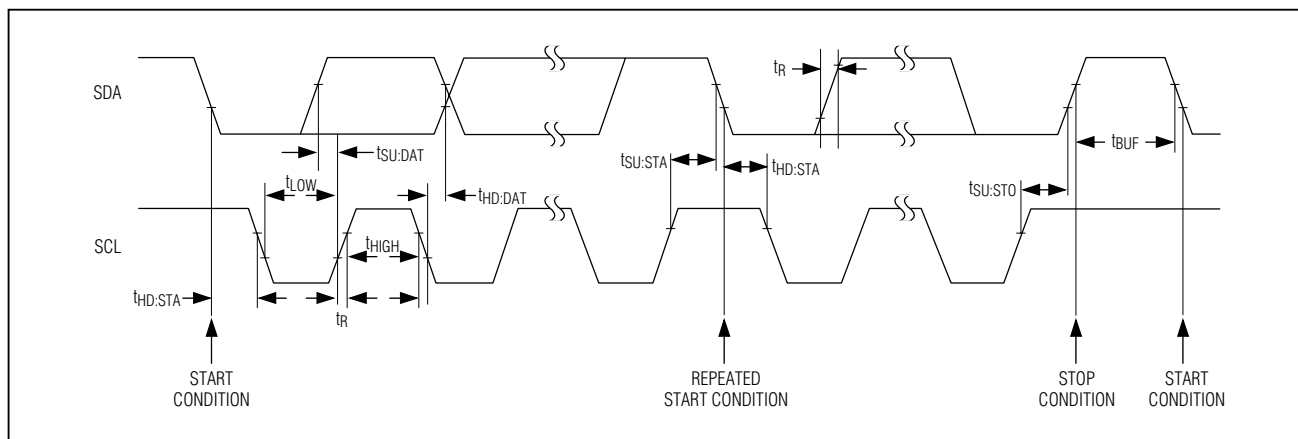 SDA
tR
tSU:DAT
tSU:STA
tHD:STA
tBUF
tLOW
tHD:DAT
tSU:STO
SCL
tHIGH
tHD:STA
tR
START
CONDITION
REPEATED
START CONDITION
STOP
CONDITION
START
CONDITION